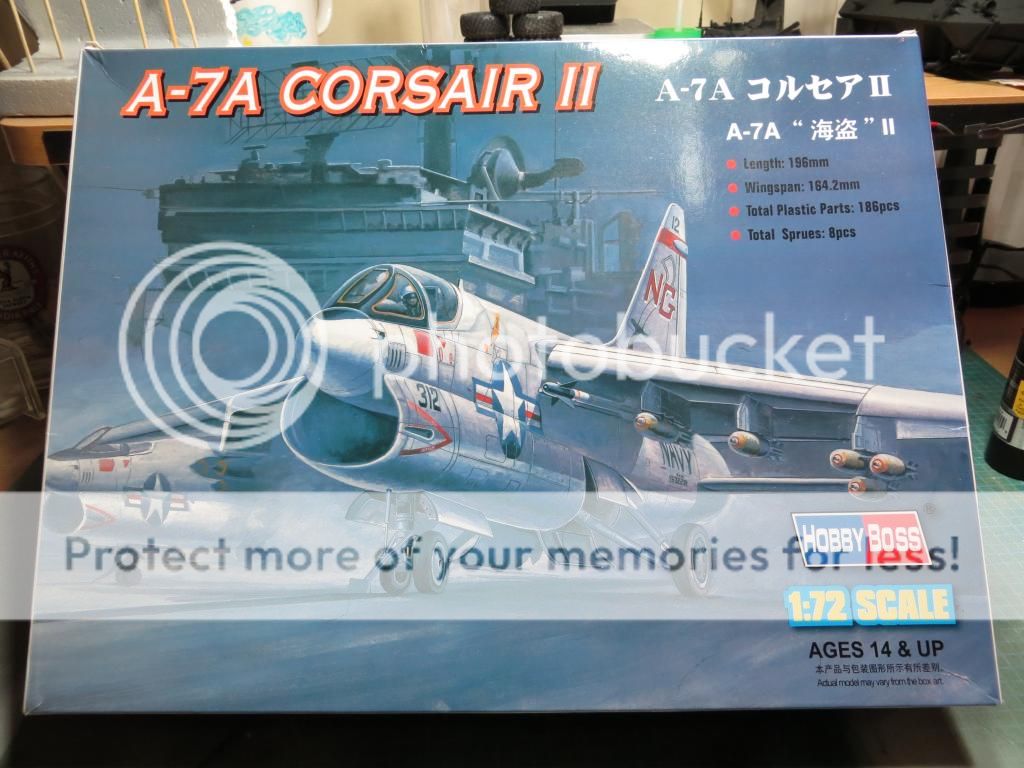 A-7A CORSAIR II
A-7A コルセアII
A-7A “海盗” II
Length: 196mm
Wingspan: 164.2mm
Total Plastic Parts: 186pcs
Total Sprues: 8pcs
12
NG
312
NAVY
photobucket
Protect more of your memories for less!
HOBBY BOSS®
1:72 SCALE
AGES 14 & UP
本产品与包装图形所示有所差别.
Actual model may vary from the box art.